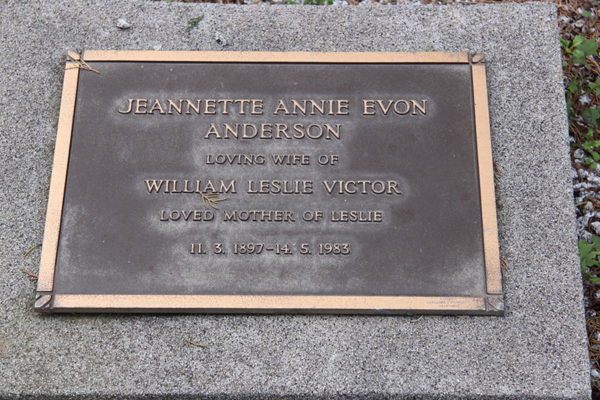 JEANNETTE ANNIE EVON
ANDERSON
LOVING WIFE OF
WILLIAM LESLIE VICTOR
LOVED MOTHER OF LESLIE
11. 3. 1897-14. 5. 1983